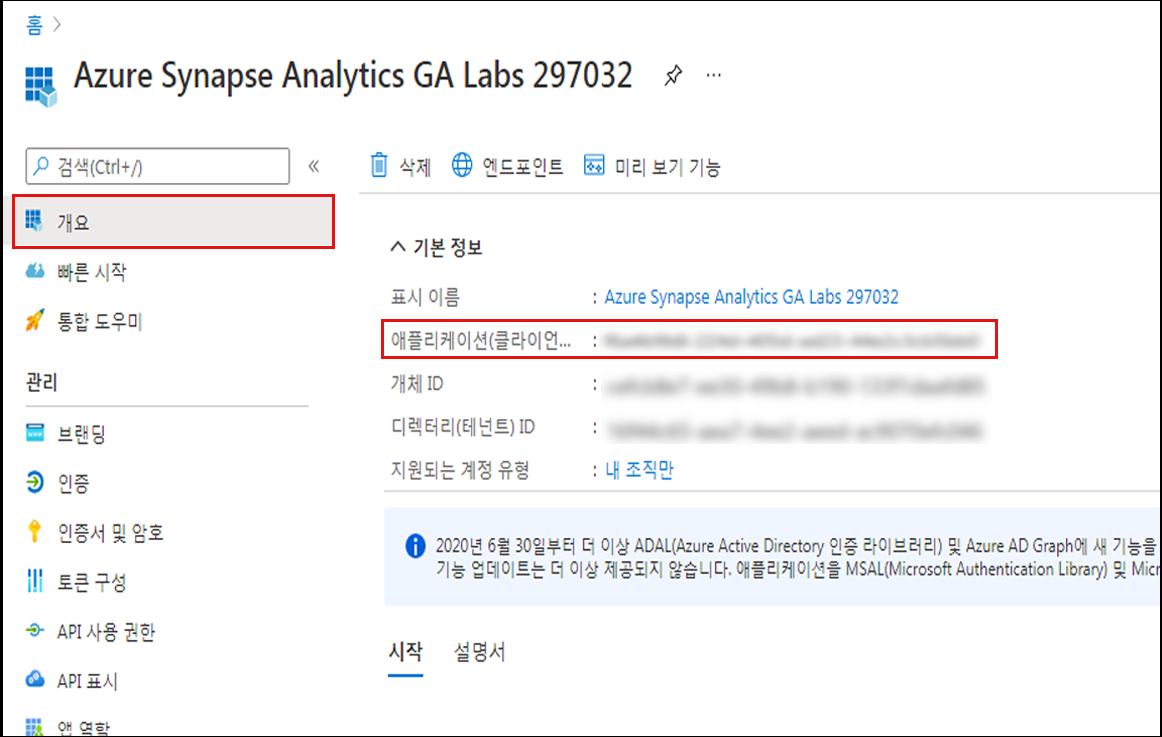 홈 >
Azure Synapse Analytics GA Labs 297032 ...
검색(Ctrl+/) «
삭제 엔드포인트 미리 보기 기능
개요
빠른 시작
통합 도우미
관리
브랜딩
인증
인증서 및 암호
토큰 구성
API 사용 권한
API 표시
앱 역할
기본 정보
표시 이름 : Azure Synapse Analytics GA Labs 297032
애플리케이션(클라이언... :
개체 ID :
디렉터리(테넌트) ID :
지원되는 계정 유형 : 내 조직만
2020년 6월 30일부터 더 이상 ADAL(Azure Active Directory 인증 라이브러리) 및 Azure AD Graph에 새 기능을
기능 업데이트는 더 이상 제공되지 않습니다. 애플리케이션을 MSAL(Microsoft Authentication Library) 및 Micr
시작 설명서